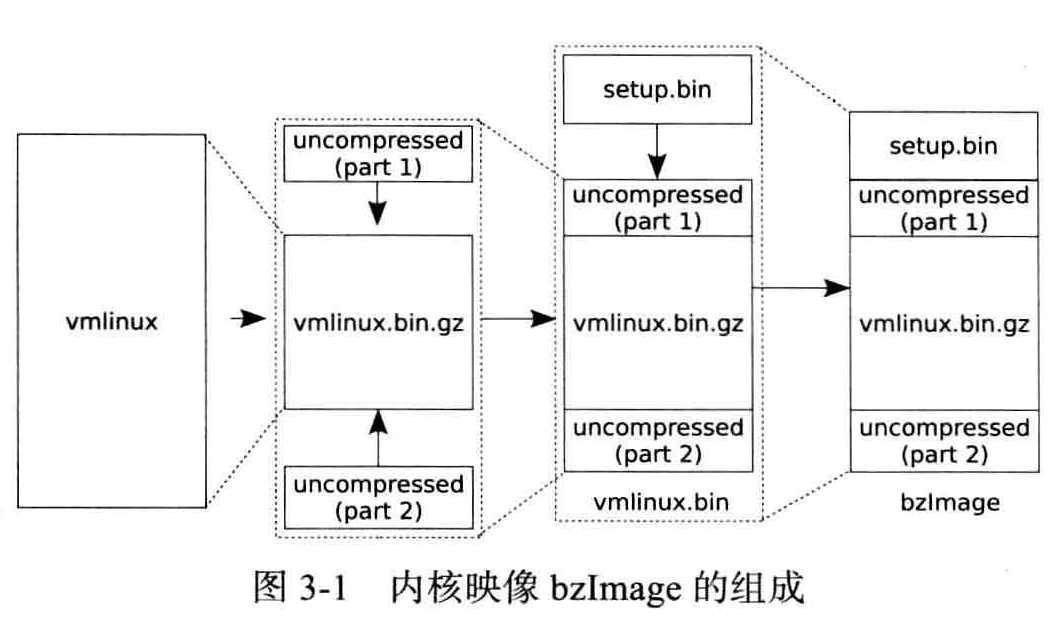 vmlinux
uncompressed
(part 1)
vmlinux.bin.gz
uncompressed
(part 2)
setup.bin
uncompressed
(part 1)
vmlinux.bin.gz
uncompressed
(part 2)
vmlinux.bin
setup.bin
uncompressed
(part 1)
vmlinux.bin.gz
uncompressed
(part 2)
bzImage
图 3-1 内核映像 bzImage 的组成